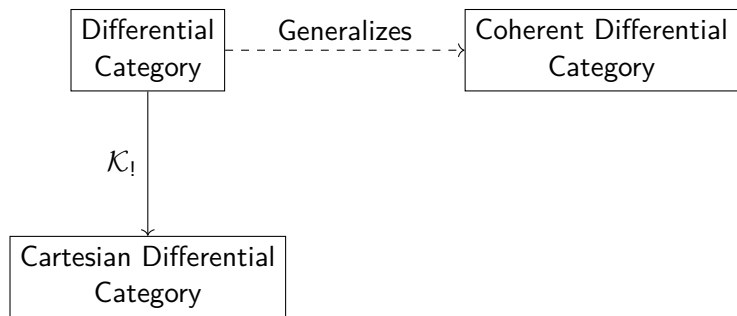 Differential
Category
Generalizes
Coherent Differential
Category
𝒦!
Cartesian Differential
Category